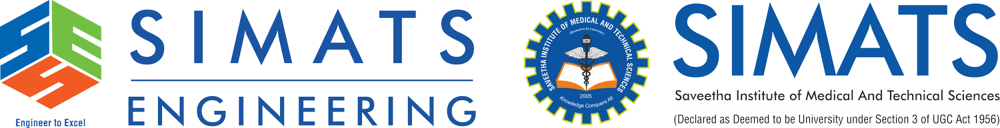 SES
Engineer to Excel
SIMATS
ENGINEERING
SAVEETHA INSTITUTE OF MEDICAL AND TECHNICAL SCIENCES
(Deemed to be University)
2005
Knowledge Conquers All
SIMATS
Saveetha Institute of Medical And Technical Sciences
(Declared as Deemed to be University under Section 3 of UGC Act 1956)